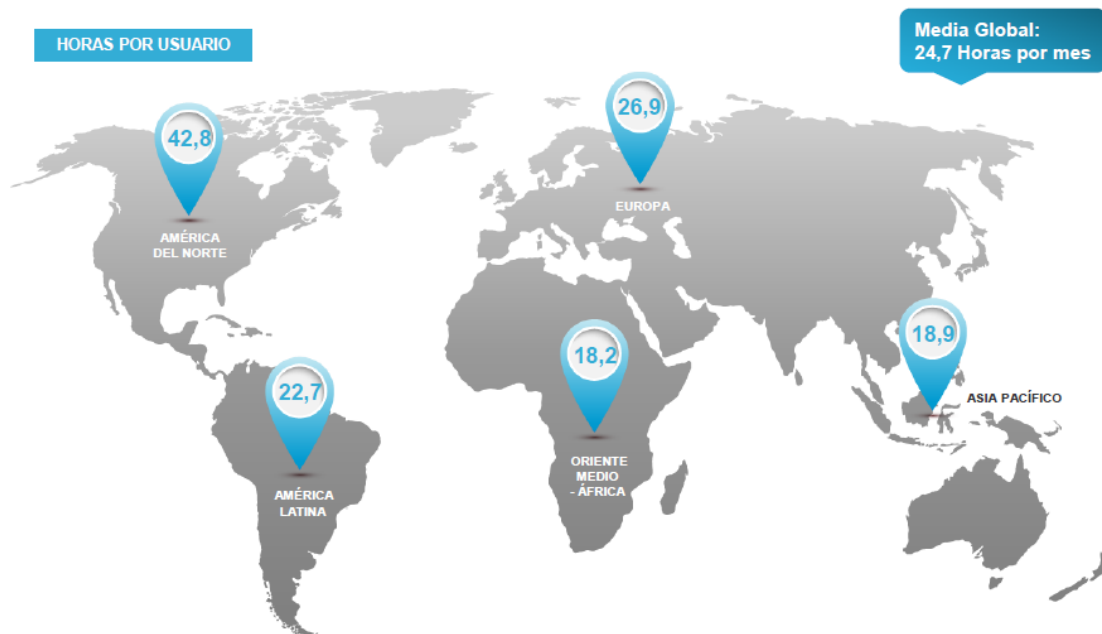 HORAS POR USUARIO
Media Global:
24,7 Horas por mes
42,8
AMÉRICA
DEL NORTE
26,9
EUROPA
22,7
AMÉRICA
LATINA
18,2
ORIENTE
MEDIO
- ÁFRICA
18,9
ASIA PACÍFICO